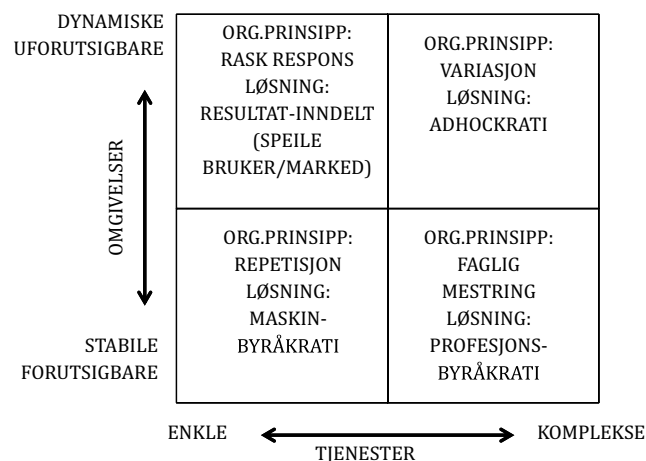 DYNAMISKE
UFORUTSIGBARE
ORG.PRINSIPP:
RASK RESPONS
LØSNING:
RESULTAT-INNDELT
(SPEILE
BRUKER/MARKED)
ORG.PRINSIPP:
VARIASJON
LØSNING:
ADHOCKRATI
OMGIVELSER
ORG.PRINSIPP:
REPETISJON
LØSNING:
MASKIN-
BYRÅKRATI
ORG.PRINSIPP:
FAGLIG
MESTRING
LØSNING:
PROFESJONS-
BYRÅKRATI
STABILE
FORUTSIGBARE
ENKLE
KOMPLEKSE
TJENESTER